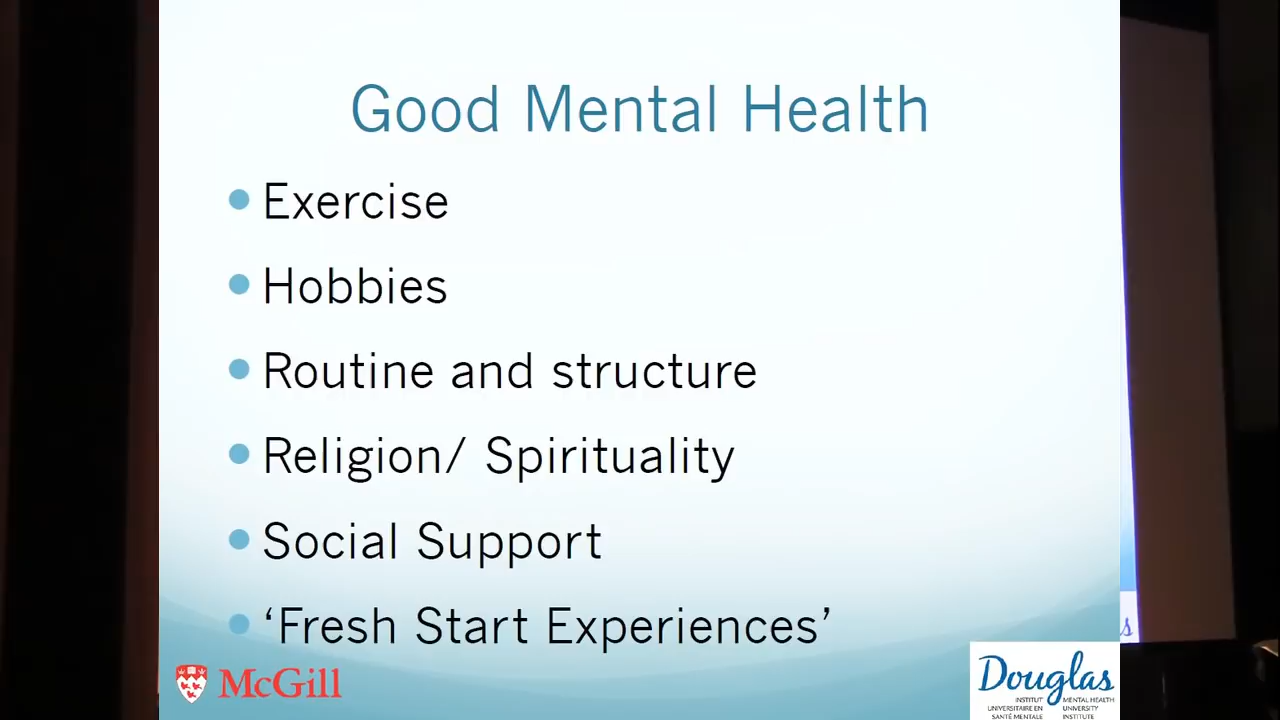 Good Mental Health
Exercise
Hobbies
Routine and structure
Religion/ Spirituality
Social Support
‘Fresh Start Experiences’
McGill
Douglas
INSTITUT
UNIVERSITAIRE EN
SANTÉ MENTALE
MENTAL HEALTH
UNIVERSITY
INSTITUTE
s